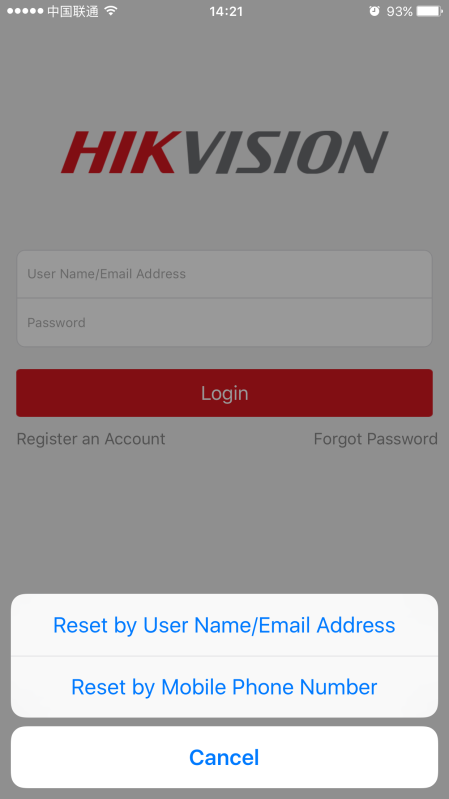 中国联通 14:21 93%
HIKVISION
User Name/Email Address
Password
Login
Register an Account Forgot Password
Reset by User Name/Email Address
Reset by Mobile Phone Number
Cancel